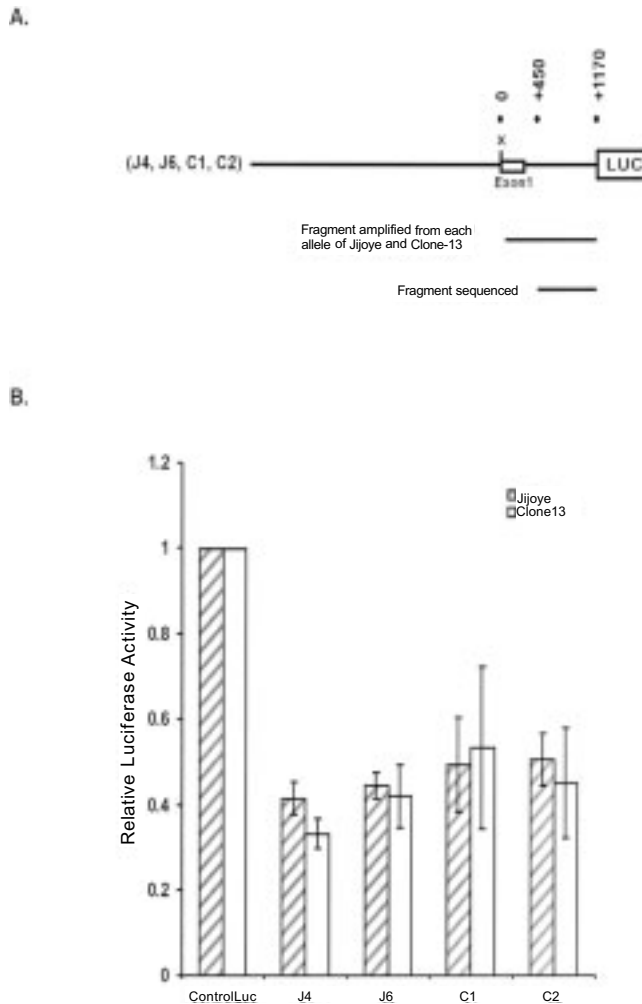 A.
0
+450
+1170
x
(J4, J6, C1, C2)
LUC
Exon1
Fragment amplified from each
allele of Jijoye and Clone-13
Fragment sequenced
B.
1.2
Jijoye
Clone13
1
0.8
0.6
0.4
0.2
0
Relative Luciferase Activity
ControlLuc J4 J6 C1 C2